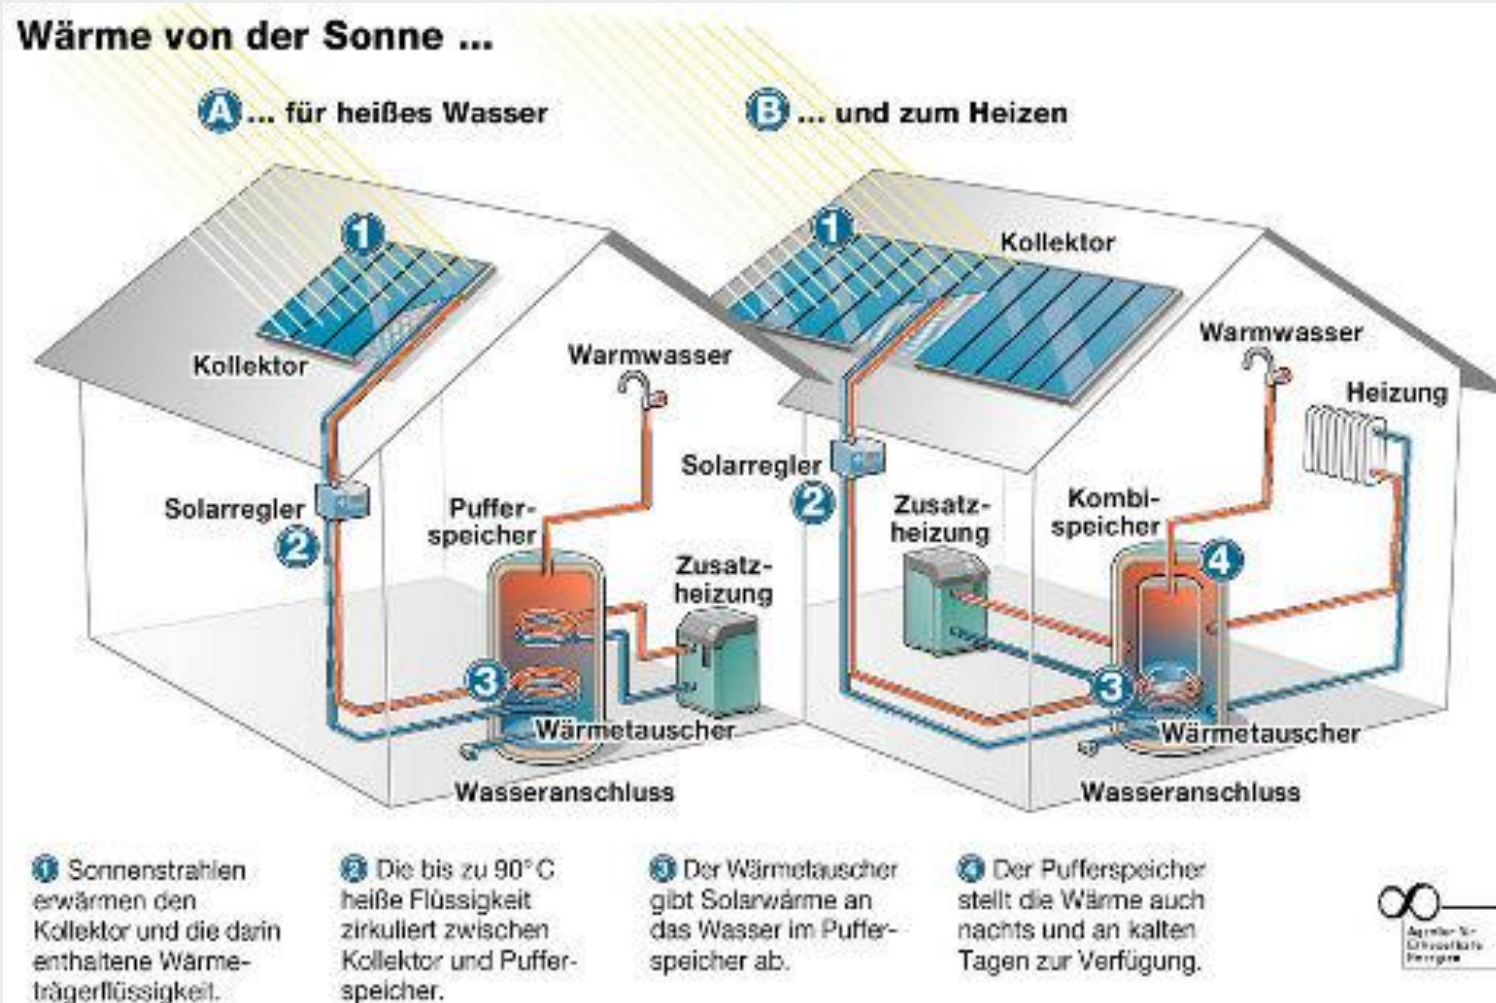 Wärme von der Sonne ...
A ... für heißes Wasser
B ... und zum Heizen
1
Kollektor
Solarregler
2
Puffer-
speicher
Warmwasser
Zusatz-
heizung
3
Wärmetauscher
Wasseranschluss
1
Kollektor
Solarregler
2
Zusatz-
heizung
Kombi-
speicher
4
Warmwasser
Heizung
3
Wärmetauscher
Wasseranschluss
1 Sonnenstrahlen
erwärmen den
Kollektor und die darin
enthaltene Wärme-
trägerflüssigkeit.
2 Die bis zu 90°C
heiße Flüssigkeit
zirkuliert zwischen
Kollektor und Puffer-
speicher.
3 Der Wärmetauscher
gibt Solarwärme an
das Wasser im Puffer-
speicher ab.
4 Der Pufferspeicher
stellt die Wärme auch
nachts und an kalten
Tagen zur Verfügung.
Agentur für
Erneuerbare
Energien